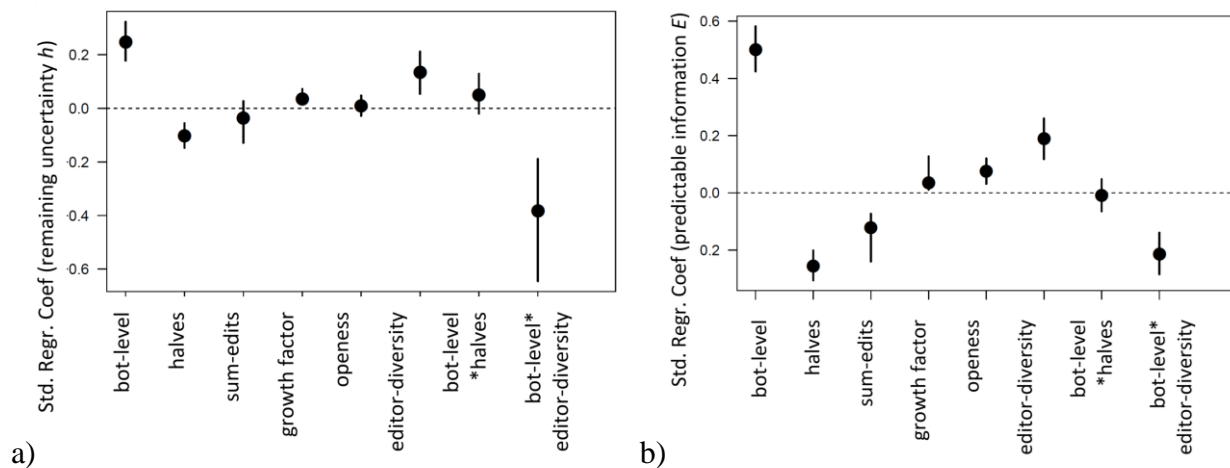 Std. Regr. Coef (remaining uncertainty h)
0.2
0.0
-0.2
-0.4
-0.6
bot-level
halves
sum-edits
growth factor
openess
editor-diversity
bot-level
*halves
bot-level*
editor-diversity
a)
Std. Regr. Coef (predictable information E)
0.6
0.4
0.2
0.0
0.2
bot-level
halves
sum-edits
growth factor
openess
editor-diversity
bot-level
*halves
bot-level*
editor-diversity
b)